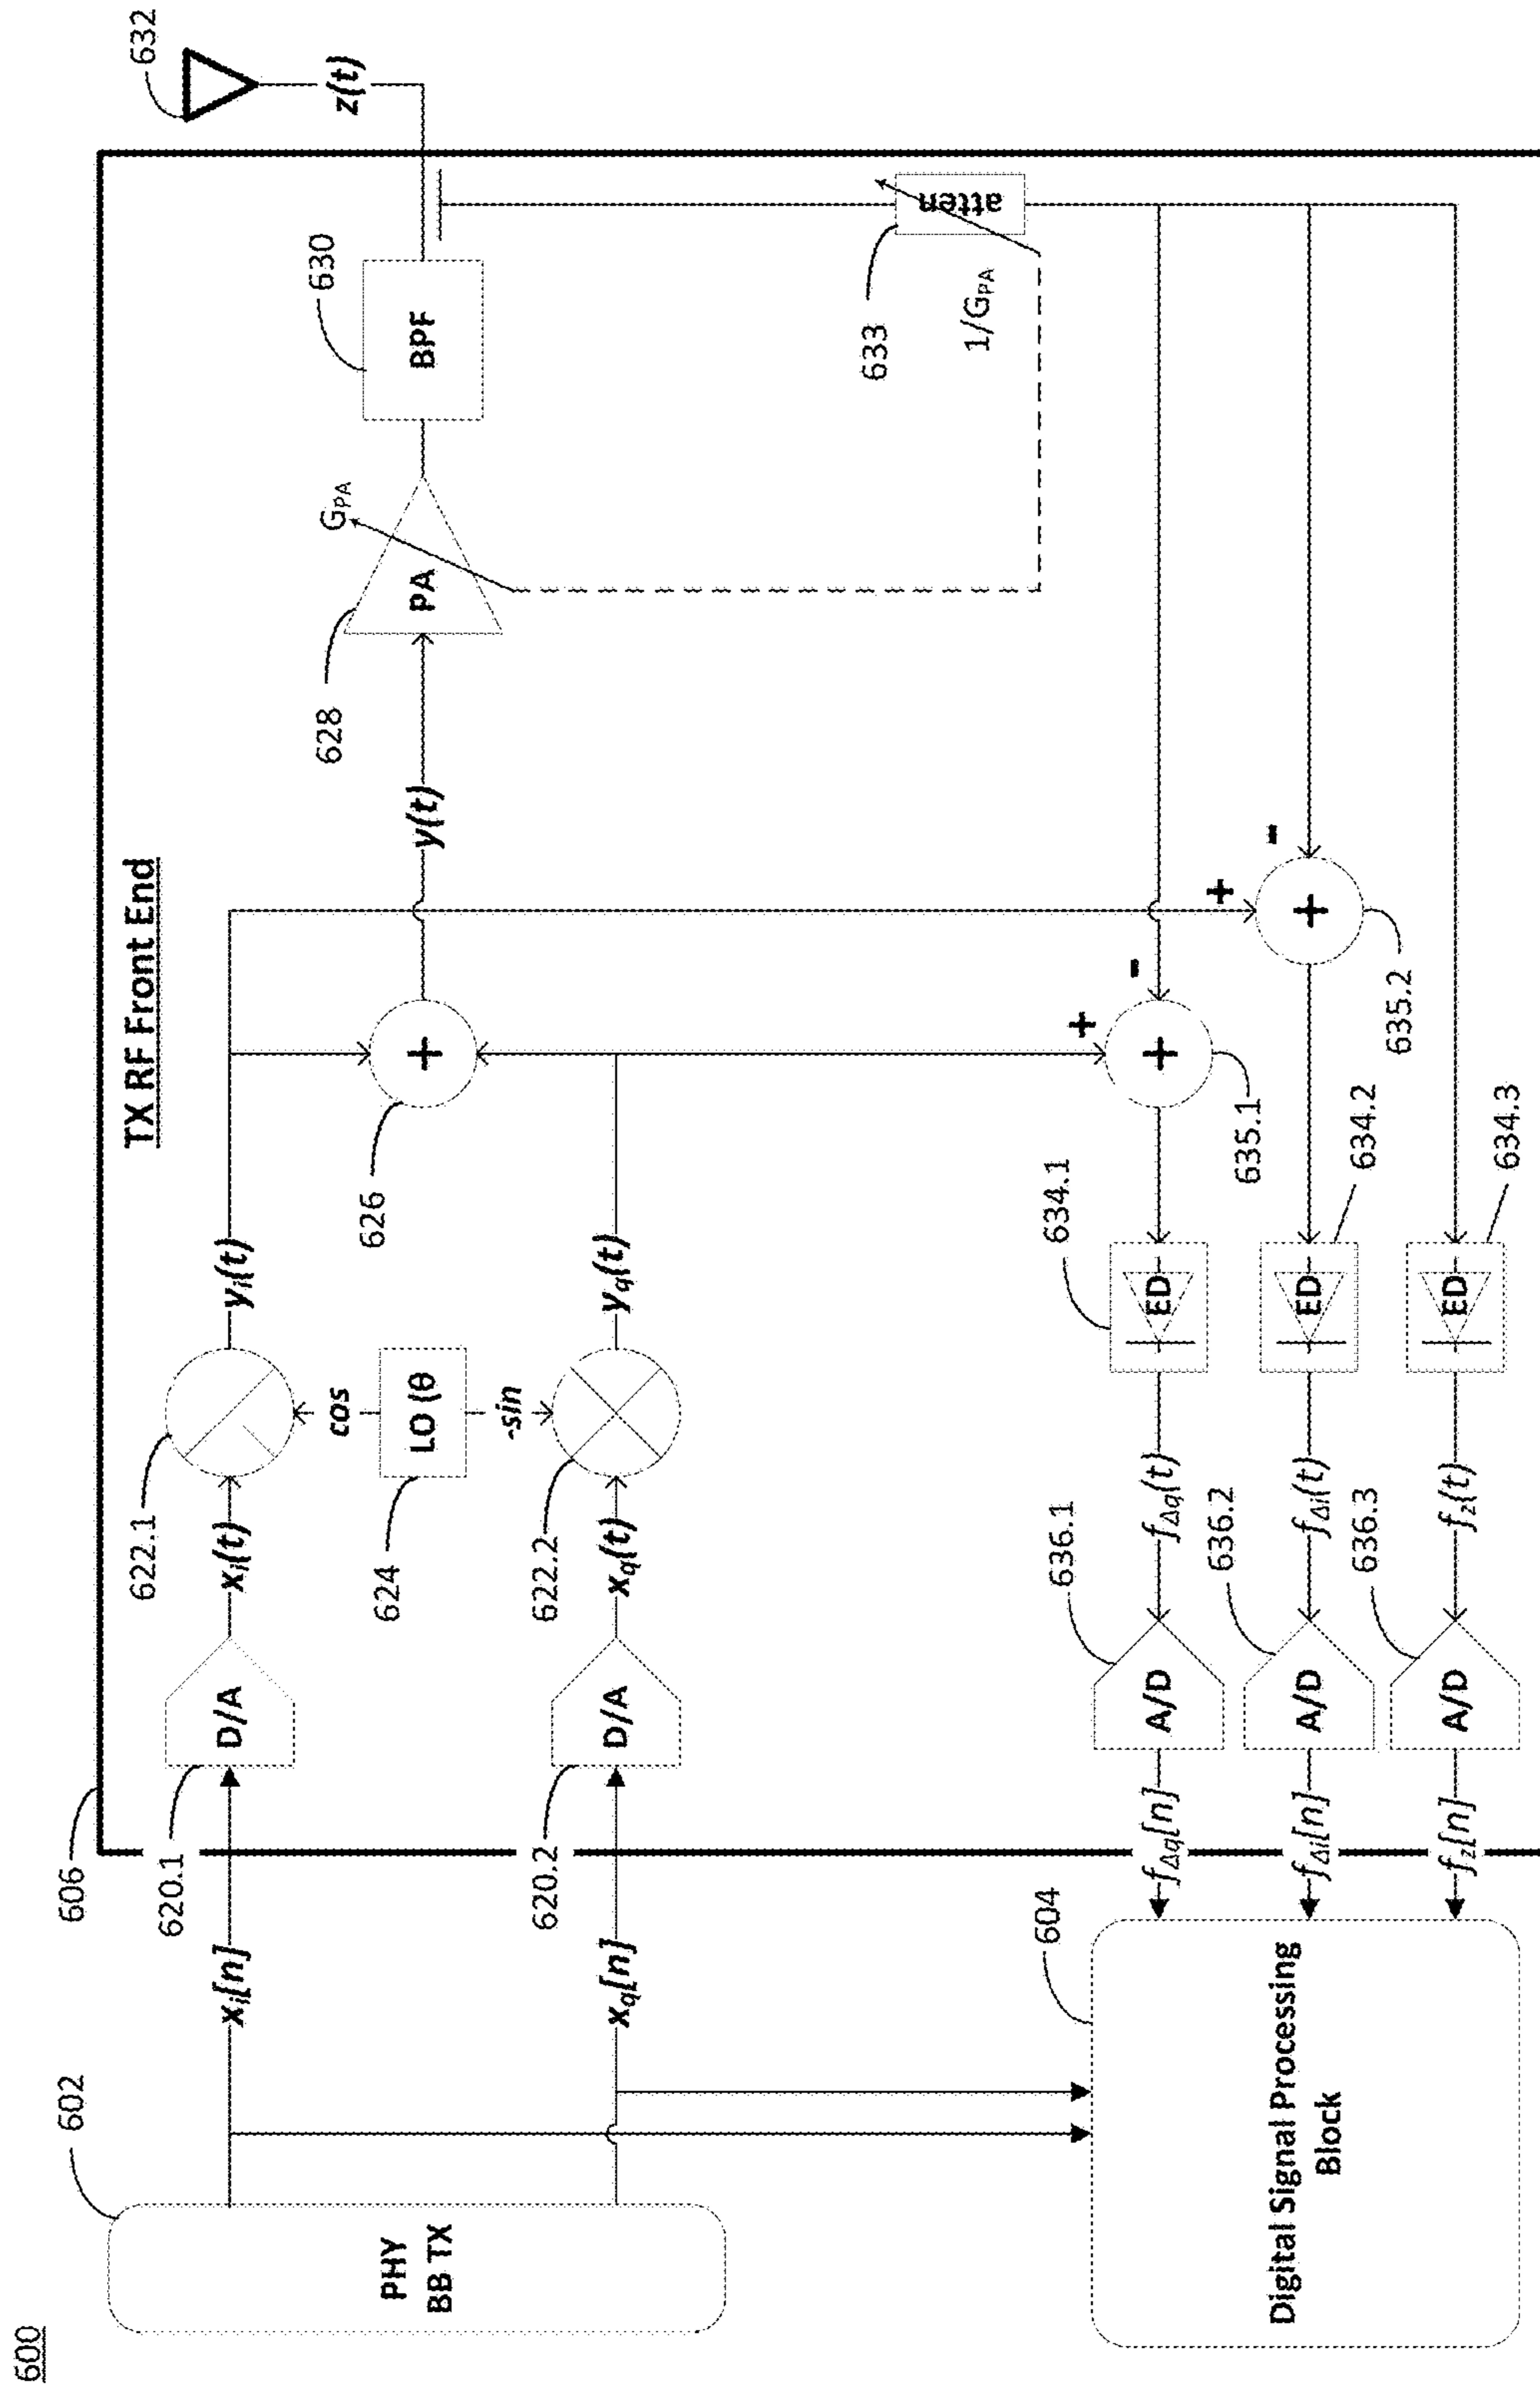 600
TX RF Front End
606
602
PHY
BB TX
xi[n]
620.1
D/A
xi(t)
622.1
yi(t)
cos
LO (θ
624
-sin
xq[n]
620.2
D/A
xq(t)
622.2
yq(t)
626
+
y(t)
628
PA
GPA
630
BPF
z(t)
632
633
atten
1/GPA
604
Digital Signal Processing
Block
fΔq[n]
636.1
A/D
fΔq(t)
634.1
ED
635.1
+
+
-
fΔi[n]
636.2
A/D
fΔi(t)
634.2
ED
635.2
+
+
-
fz[n]
636.3
A/D
fz(t)
634.3
ED